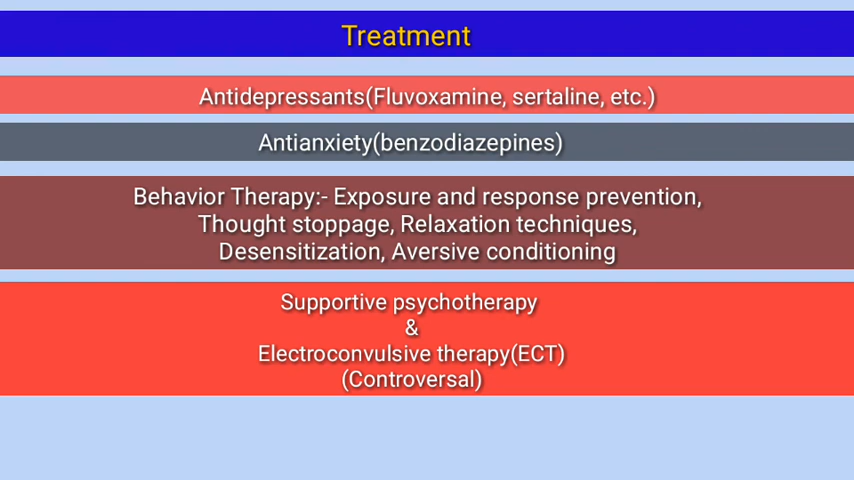 Treatment
Antidepressants(Fluvoxamine, sertaline, etc.)
Antianxiety(benzodiazepines)
Behavior Therapy:- Exposure and response prevention,
Thought stoppage, Relaxation techniques,
Desensitization, Aversive conditioning
Supportive psychotherapy
&
Electroconvulsive therapy(ECT)
(Controversal)